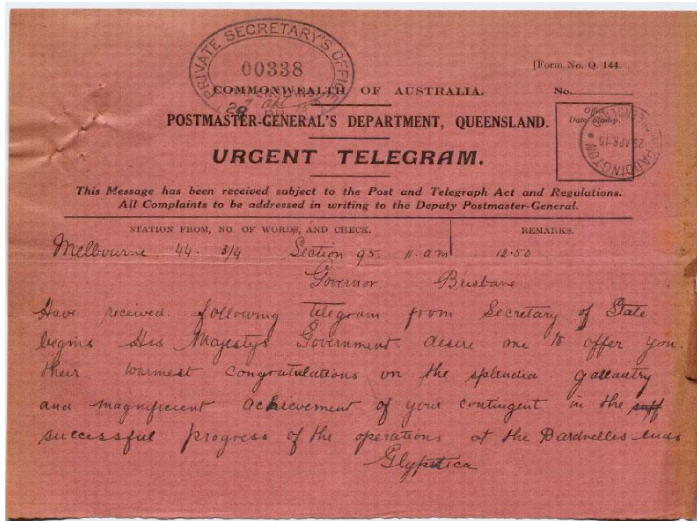 PRIVATE SECRETARY'S OFFICE
00338
[Form No. Q. 144.
COMMONWEALTH OF AUSTRALIA.
No.
POSTMASTER-GENERAL'S DEPARTMENT, QUEENSLAND.
Office Date Stamp.
PADDINGTON
URGENT TELEGRAM.
This Message has been received subject to the Post and Telegraph Act and Regulations.
All Complaints to be addressed in writing to the Deputy Postmaster-General.
STATION FROM, NO. OF WORDS, AND CHECK. REMARKS.
Melbourne 44. 3/4 Section 95. 11.am 12.50
Governor Brisbane
Have received following telegram from Secretary of State
begins His Majestys Government desire me to offer you
their warmest congratulations on the splendid gallantry
and magnificent achievement of your contingent in the suff
successful progress of the operations at the Dardnelles ends
Glyptica